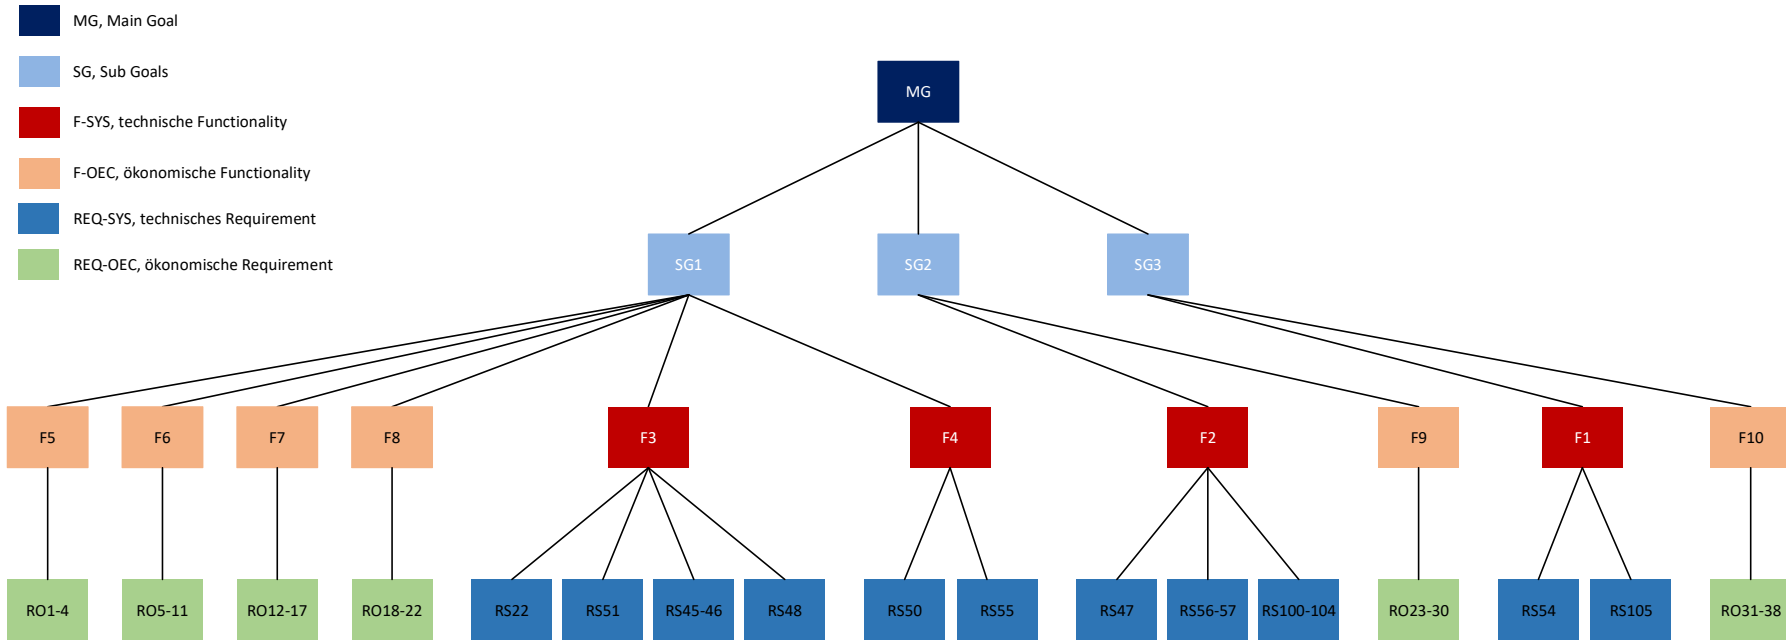 MG, Main Goal
SG, Sub Goals
F-SYS, technische Functionality
F-OEC, ökonomische Functionality
REQ-SYS, technisches Requirement
REQ-OEC, ökonomische Requirement
MG
SG1
SG2
SG3
F5
F6
F7
F8
F3
F4
F2
F9
F1
F10
RO1-4
RO5-11
RO12-17
RO18-22
RS22
RS51
RS45-46
RS48
RS50
RS55
RS47
RS56-57
RS100-104
RO23-30
RS54
RS105
RO31-38